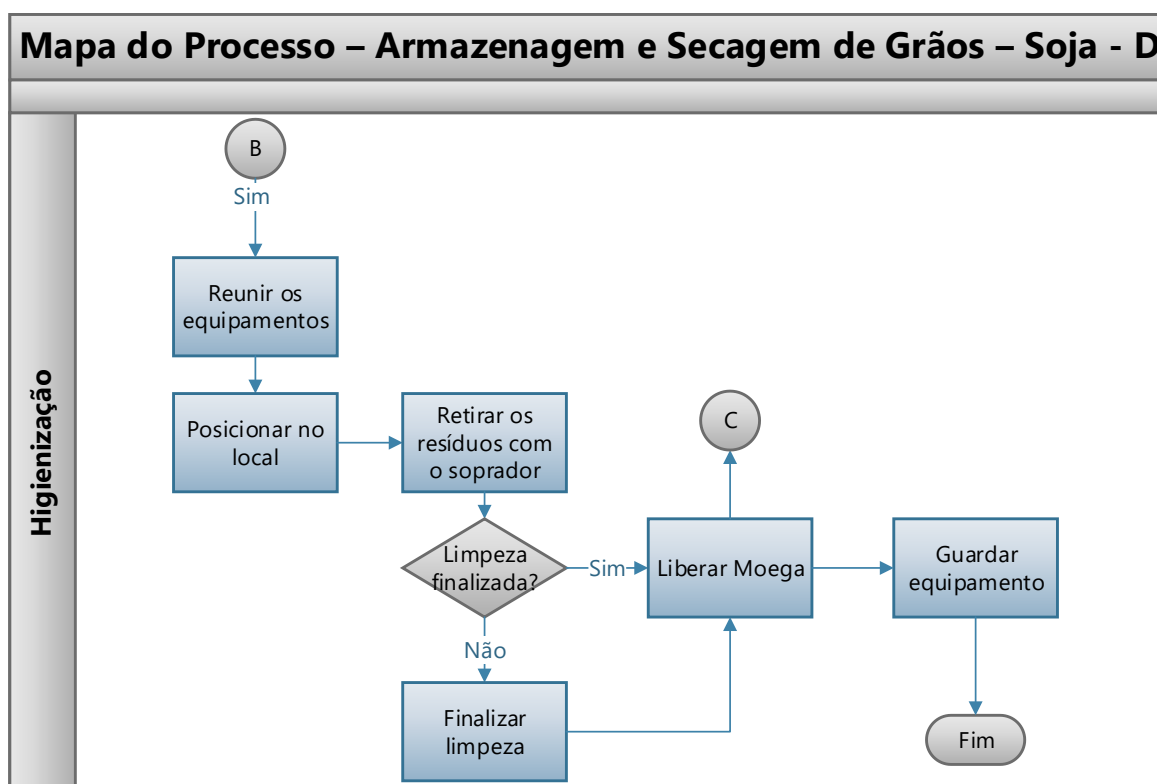 Mapa do Processo – Armazenagem e Secagem de Grãos – Soja - D
Higienização
B
Sim
Reunir os
equipamentos
Posicionar no
local
Retirar os
resíduos com
o soprador
C
Limpeza
finalizada?
Sim
Liberar Moega
Guardar
equipamento
Não
Finalizar
limpeza
Fim